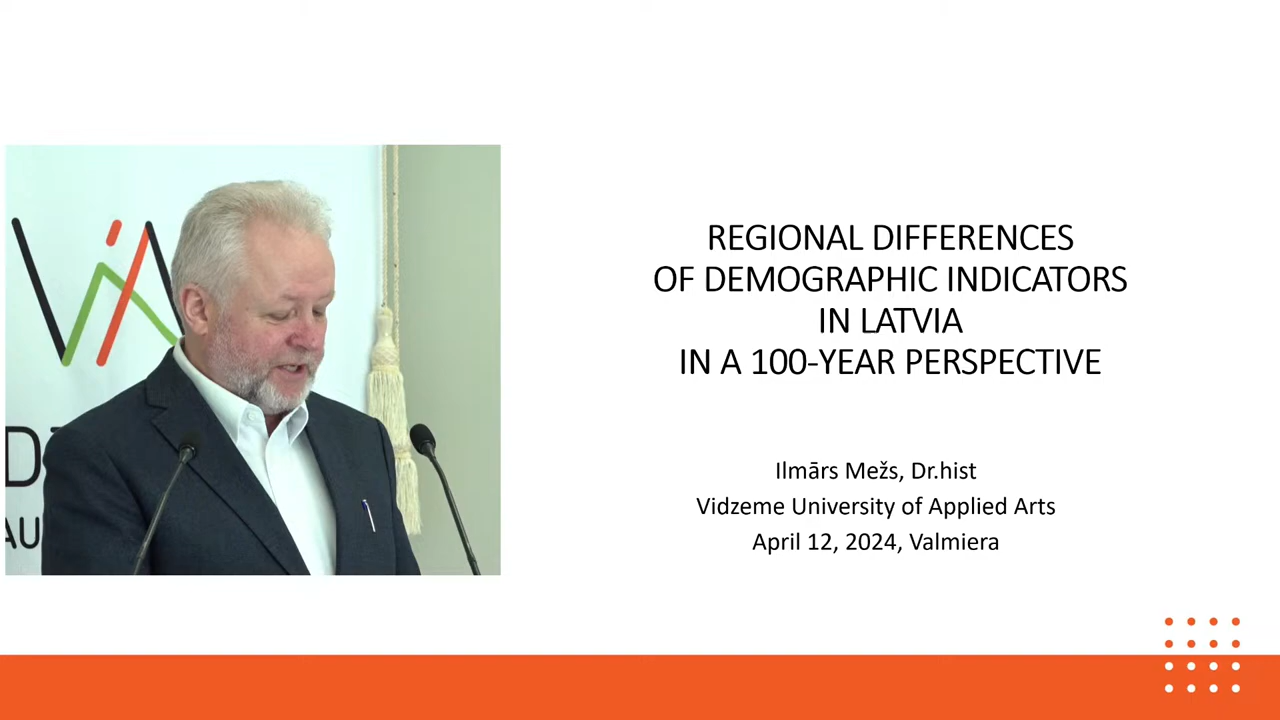 ViA
REGIONAL DIFFERENCES
OF DEMOGRAPHIC INDICATORS
IN LATVIA
IN A 100-YEAR PERSPECTIVE
Ilmārs Mežs, Dr.hist
Vidzeme University of Applied Arts
April 12, 2024, Valmiera